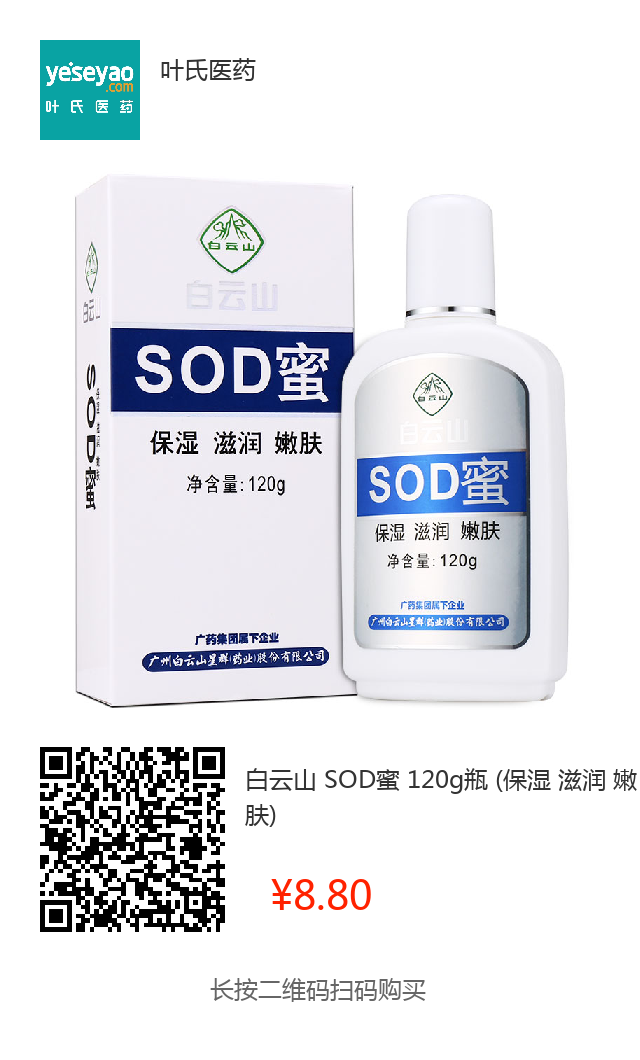 yeseyao
.com
叶氏医药
叶氏医药
白云山
白云山
白云山
SOD蜜
SOD蜜
保湿 滋润 嫩肤
保湿 滋润 嫩肤
净含量:120g
广药集团属下企业
广州白云山星群(药业)股份有限公司
白云山
白云山
SOD蜜
保湿 滋润 嫩肤
净含量:120g
广药集团属下企业
广州白云山星群(药业)股份有限公司
白云山 SOD蜜 120g瓶 (保湿 滋润 嫩
肤)
¥8.80
长按二维码扫码购买